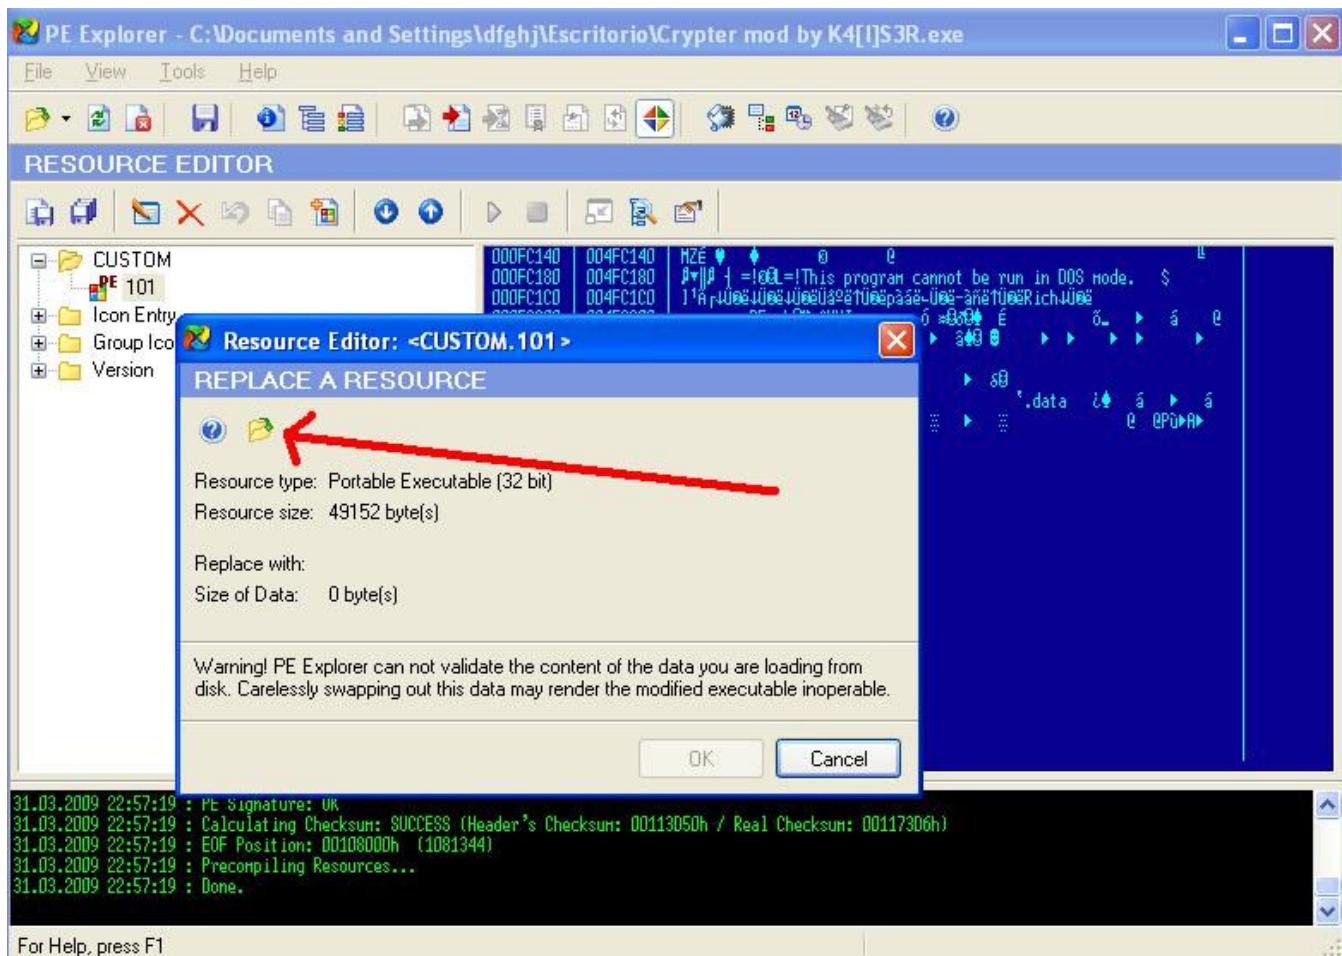 PE Explorer - C:\Documents and Settings\dfghj\Escritorio\Crypter mod by K4[I]S3R.exe
File View Tools Help
RESOURCE EDITOR
CUSTOM
101
Icon Entry
Group Ico
Version
000FC140 004FC140
000FC180 004FC180 This program cannot be run in DOS mode. $
000FC1C0 004FC1C0
.data
Resource Editor: <CUSTOM.101>
REPLACE A RESOURCE
Resource type: Portable Executable (32 bit)
Resource size: 49152 byte(s)
Replace with:
Size of Data: 0 byte(s)
Warning! PE Explorer can not validate the content of the data you are loading from
disk. Carelessly swapping out this data may render the modified executable inoperable.
OK Cancel
31.03.2009 22:57:19 : PE Signature: OK
31.03.2009 22:57:19 : Calculating Checksum: SUCCESS (Header's Checksum: 00113D50h / Real Checksum: 001173D6h)
31.03.2009 22:57:19 : EOF Position: 00108000h (1081344)
31.03.2009 22:57:19 : Precompiling Resources...
31.03.2009 22:57:19 : Done.
For Help, press F1